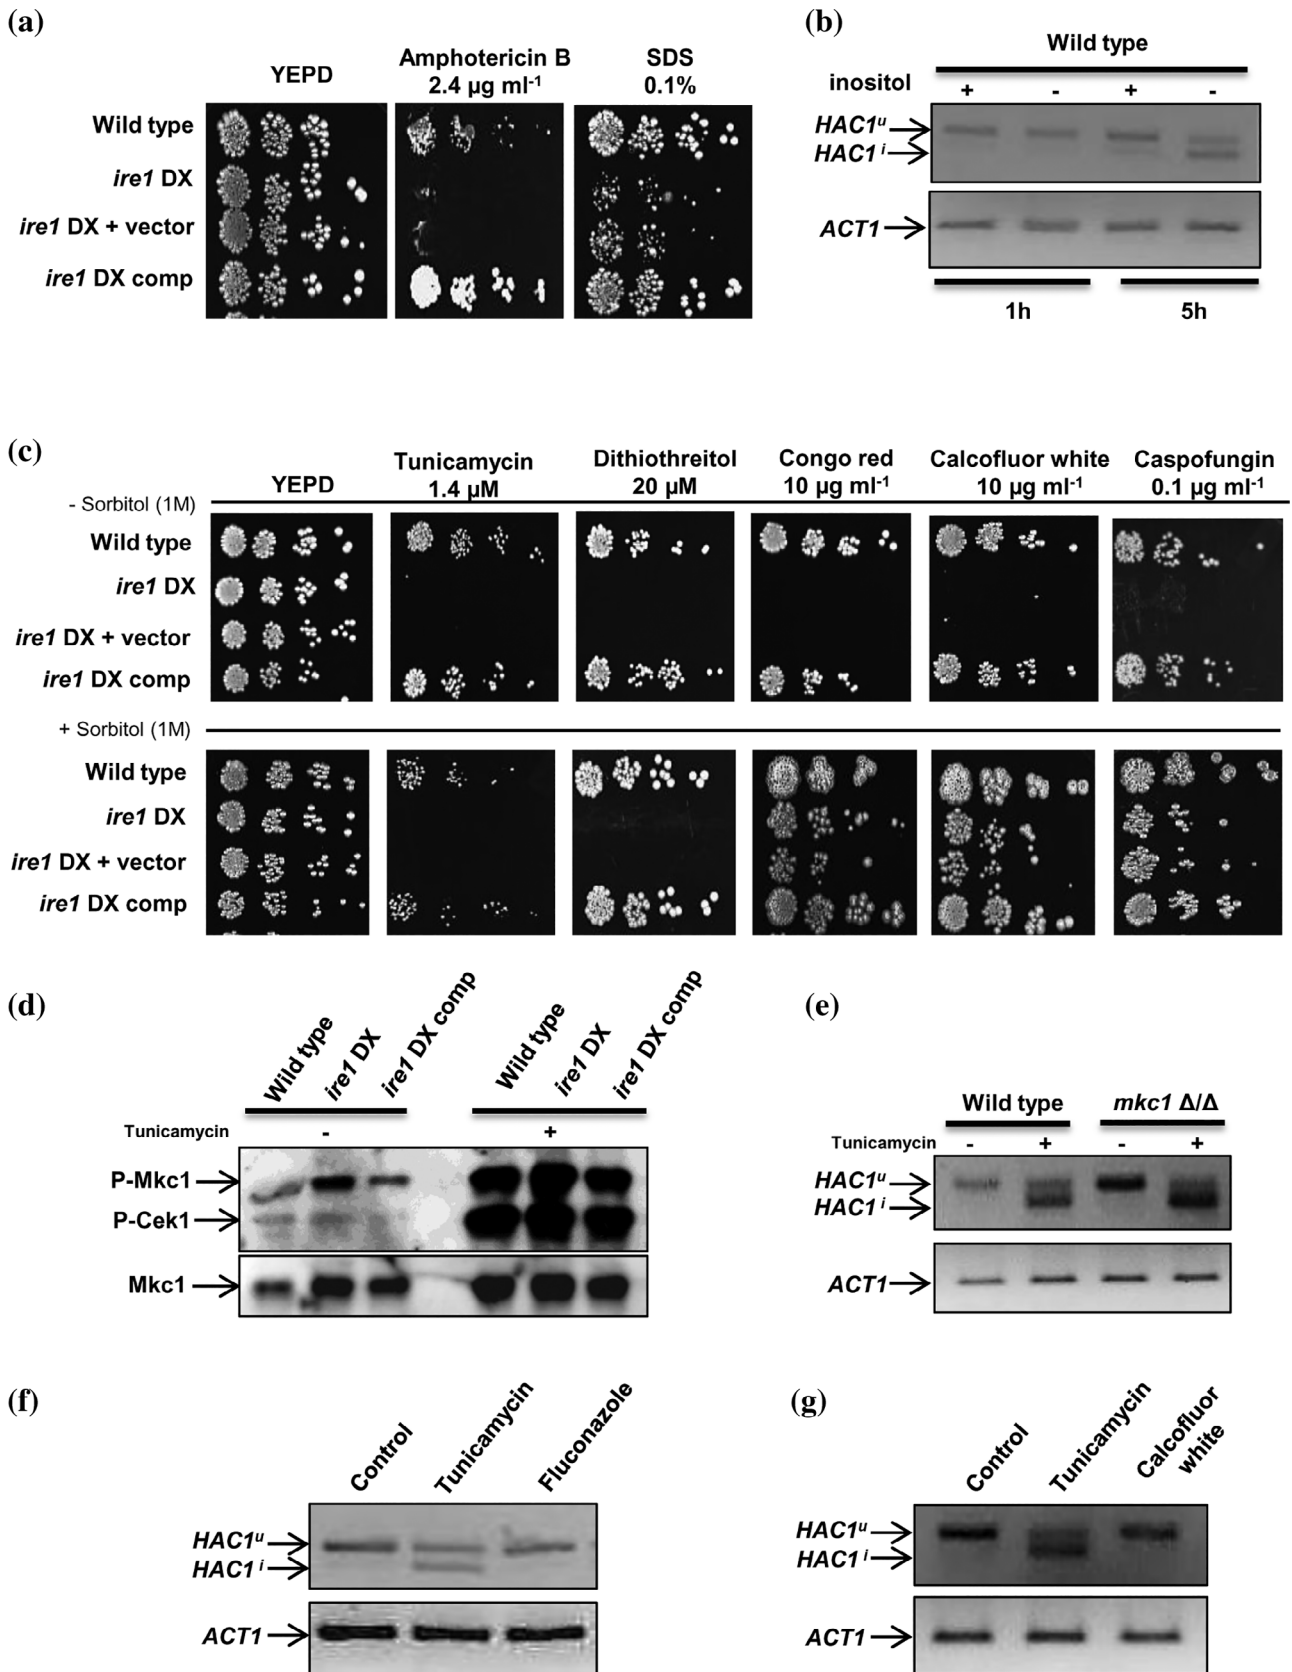 (a)
YEPD
Amphotericin B
2.4 µg ml-1
SDS
0.1%
Wild type
ire1 DX
ire1 DX + vector
ire1 DX comp
(b)
Wild type
inositol + - + -
HAC1u
HAC1i
ACT1
1h 5h
(c)
YEPD
Tunicamycin
1.4 µM
Dithiothreitol
20 µM
Congo red
10 µg ml-1
Calcofluor white
10 µg ml-1
Caspofungin
0.1 µg ml-1
- Sorbitol (1M)
Wild type
ire1 DX
ire1 DX + vector
ire1 DX comp
+ Sorbitol (1M)
Wild type
ire1 DX
ire1 DX + vector
ire1 DX comp
(d)
Wild type
ire1 DX
ire1 DX comp
Wild type
ire1 DX
ire1 DX comp
Tunicamycin - +
P-Mkc1
P-Cek1
Mkc1
(e)
Wild type mkc1 Δ/Δ
Tunicamycin - + - +
HAC1u
HAC1i
ACT1
(f)
Control
Tunicamycin
Fluconazole
HAC1u
HAC1i
ACT1
(g)
Control
Tunicamycin
Calcofluor
white
HAC1u
HAC1i
ACT1